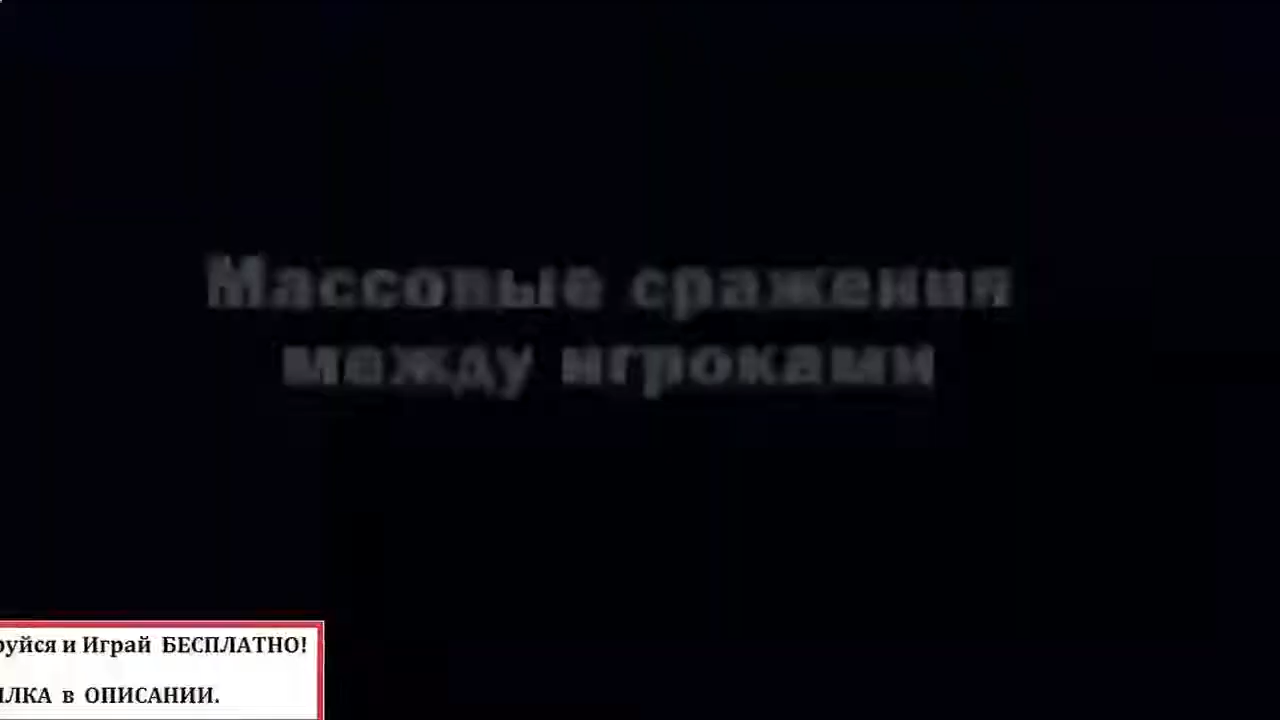 Массовые сражения
между игроками
руйся и Играй БЕСПЛАТНО!
ЛКА в ОПИСАНИИ.